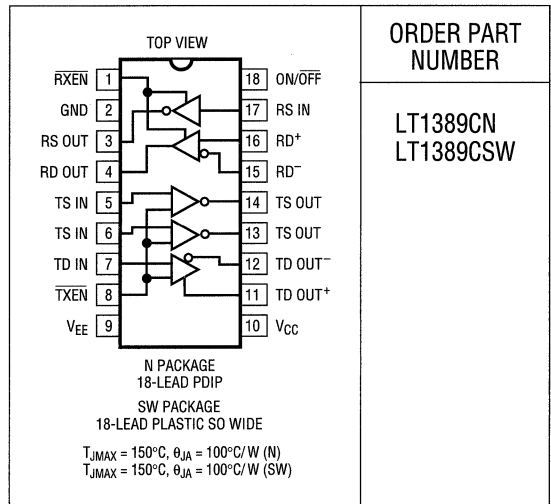 TOP VIEW
R̅X̅E̅N̅ 1
GND 2
RS OUT 3
RD OUT 4
TS IN 5
TS IN 6
TD IN 7
T̅X̅E̅N̅ 8
VEE 9
18 ON/O̅F̅F̅
17 RS IN
16 RD+
15 RD−
14 TS OUT
13 TS OUT
12 TD OUT−
11 TD OUT+
10 VCC
N PACKAGE
18-LEAD PDIP
SW PACKAGE
18-LEAD PLASTIC SO WIDE
TJMAX = 150°C, θJA = 100°C/W (N)
TJMAX = 150°C, θJA = 100°C/W (SW)
ORDER PART
NUMBER
LT1389CN
LT1389CSW